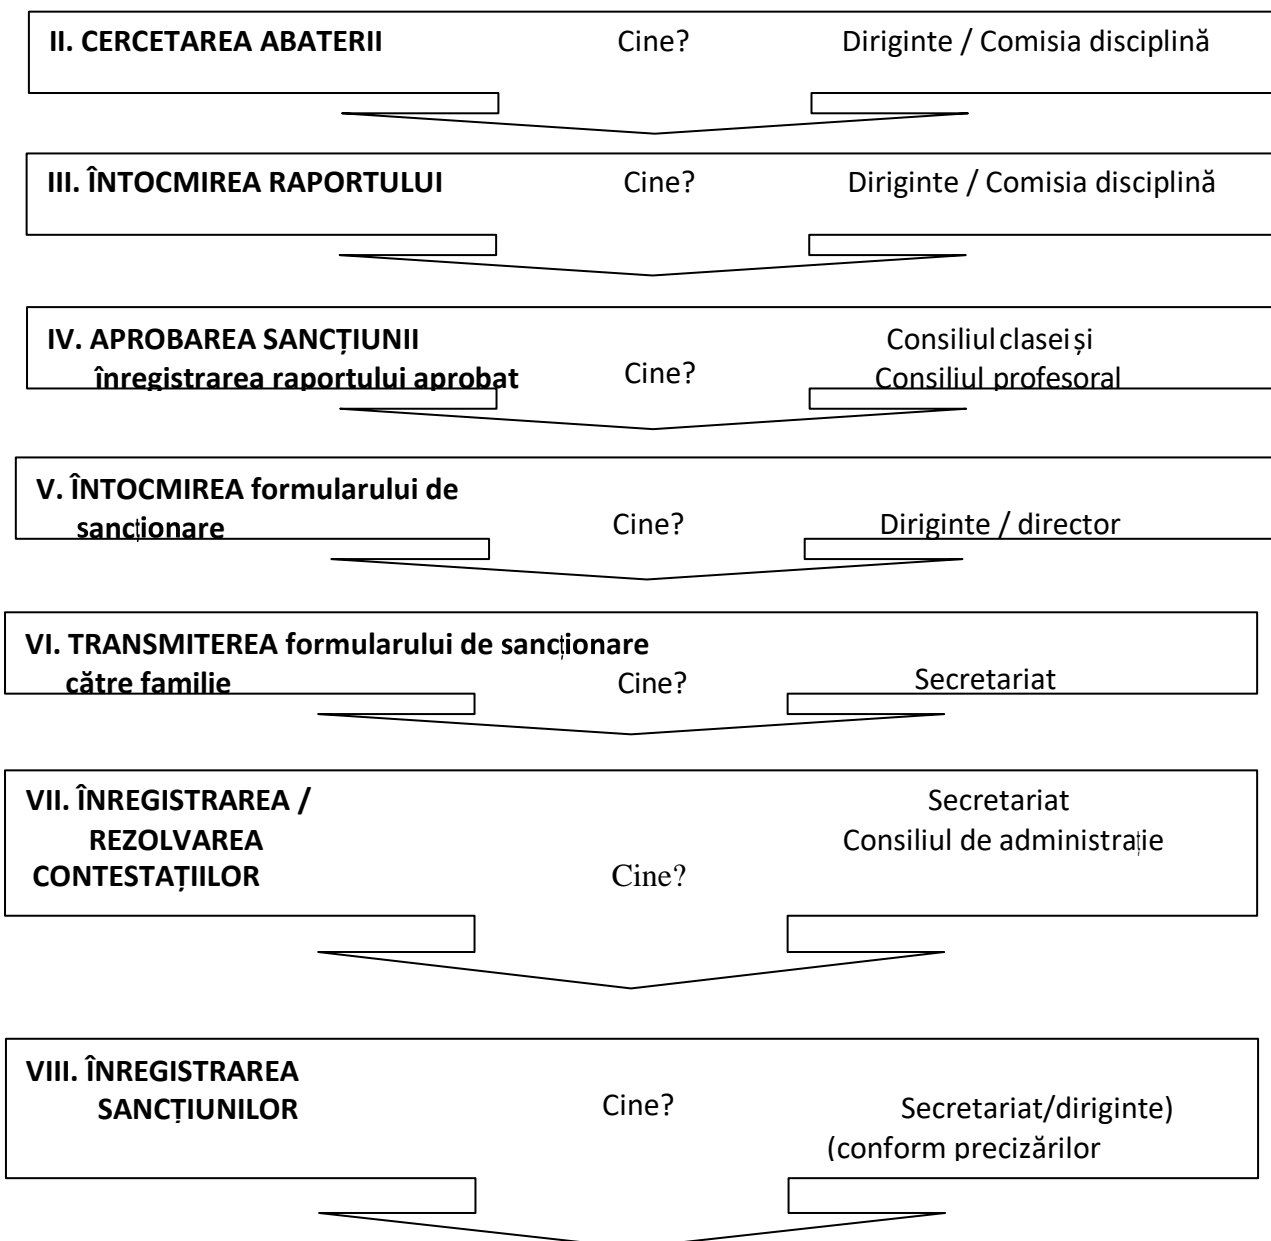 II. CERCETAREA ABATERII Cine? Diriginte / Comisia disciplină
III. ÎNTOCMIREA RAPORTULUI Cine? Diriginte / Comisia disciplină
IV. APROBAREA SANCȚIUNII Consiliul clasei și
înregistrarea raportului aprobat Cine? Consiliul profesoral
V. ÎNTOCMIREA formularului de
sancționare Cine? Diriginte / director
VI. TRANSMITEREA formularului de sancționare
către familie Cine? Secretariat
VII. ÎNREGISTRAREA / Secretariat
REZOLVAREA Consiliul de administrație
CONTESTAȚIILOR Cine?
VIII. ÎNREGISTRAREA
SANCȚIUNILOR Cine? Secretariat/diriginte)
(conform precizărilor